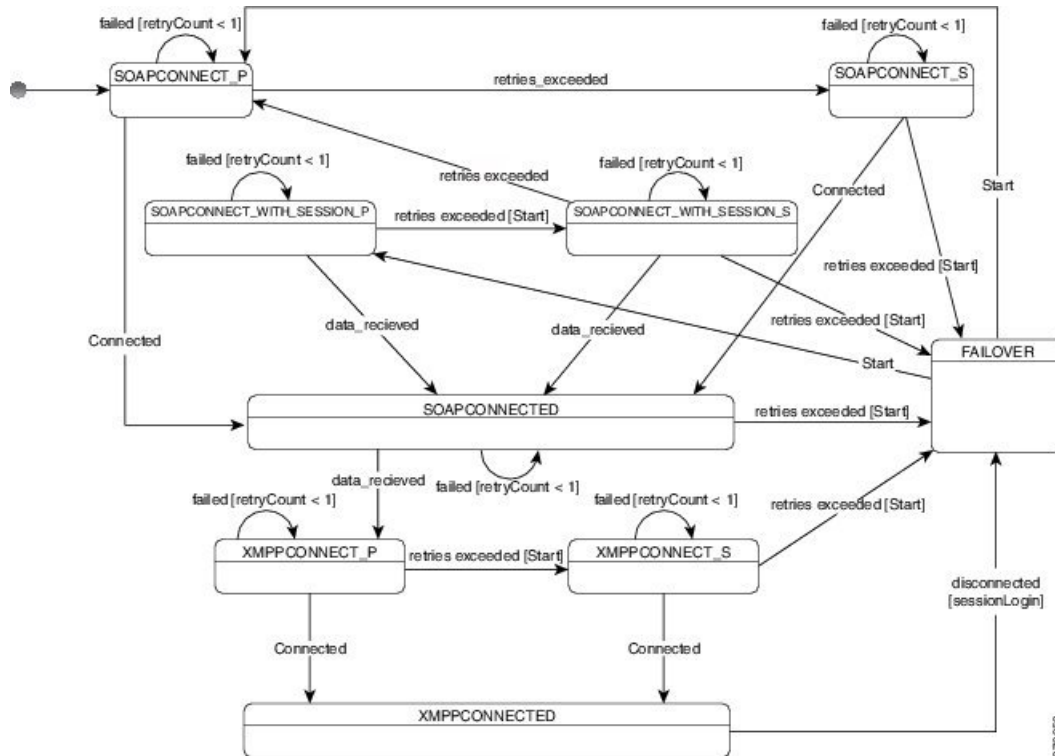 failed [retryCount < 1]
failed [retryCount < 1]
SOAPCONNECT_P
retries_exceeded
SOAPCONNECT_S
failed [retryCount < 1]
failed [retryCount < 1]
retries exceeded
Connected
Start
SOAPCONNECT_WITH_SESSION_P
retries exceeded [Start]
SOAPCONNECT_WITH_SESSION_S
retries exceeded [Start]
Connected
data_recieved
data_recieved
retries exceeded [Start]
FAILOVER
Start
SOAPCONNECTED
retries exceeded [Start]
data_recieved
failed [retryCount < 1]
failed [retryCount < 1]
failed [retryCount < 1]
retries exceeded [Start]
XMPPCONNECT_P
retries exceeded [Start]
XMPPCONNECT_S
disconnected
[sessionLogin]
Connected
Connected
XMPPCONNECTED